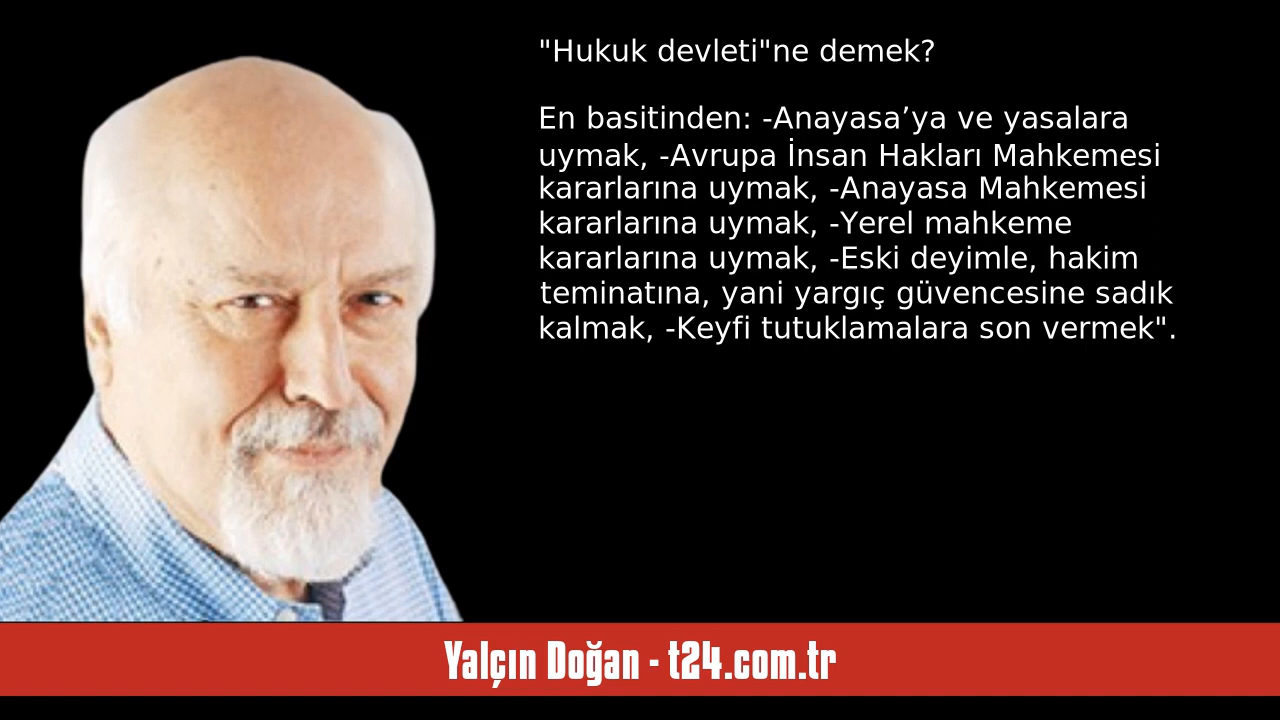 "Hukuk devleti"ne demek?
En basitinden: -Anayasa’ya ve yasalara
uymak, -Avrupa İnsan Hakları Mahkemesi
kararlarına uymak, -Anayasa Mahkemesi
kararlarına uymak, -Yerel mahkeme
kararlarına uymak, -Eski deyimle, hakim
teminatına, yani yargıç güvencesine sadık
kalmak, -Keyfi tutuklamalara son vermek".
Yalçın Doğan - t24.com.tr